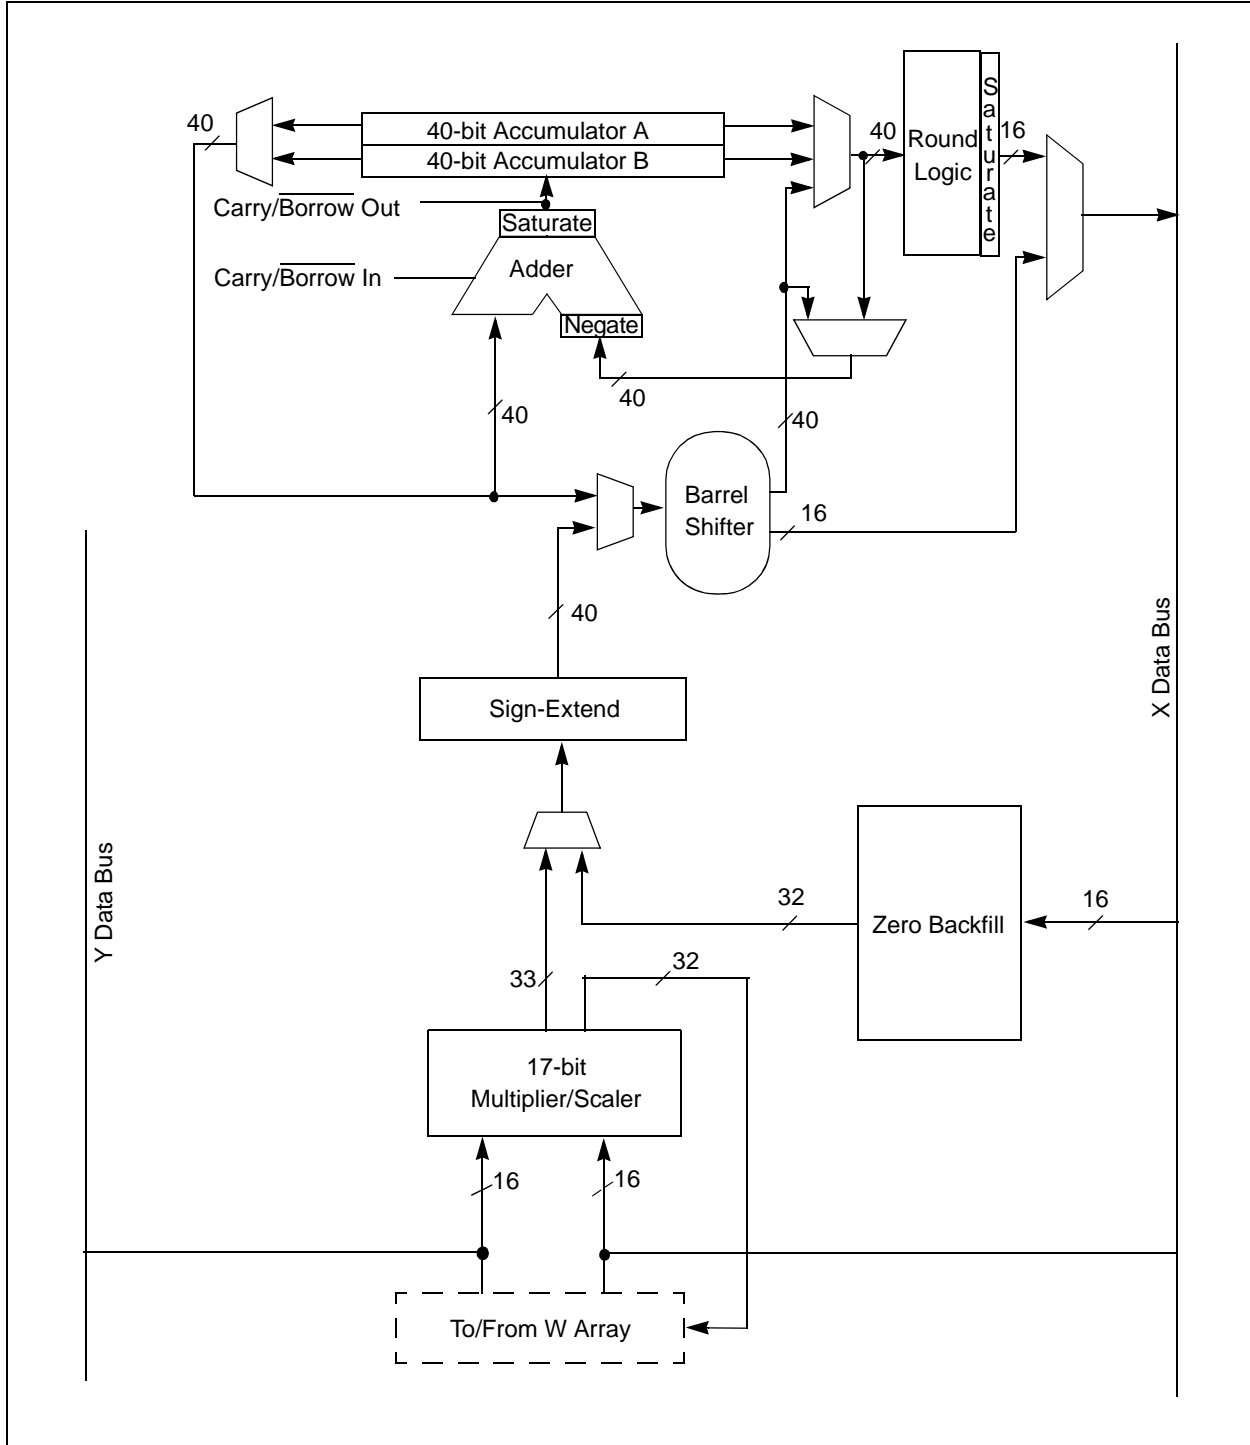 40
40-bit Accumulator A
40-bit Accumulator B
40
Round
Logic
Saturate
16
Carry/Borrow Out
Saturate
Carry/Borrow In
Adder
Negate
40
40
40
Barrel
Shifter
16
40
X Data Bus
Sign-Extend
Y Data Bus
32
Zero Backfill
16
33
32
17-bit
Multiplier/Scaler
16
16
To/From W Array